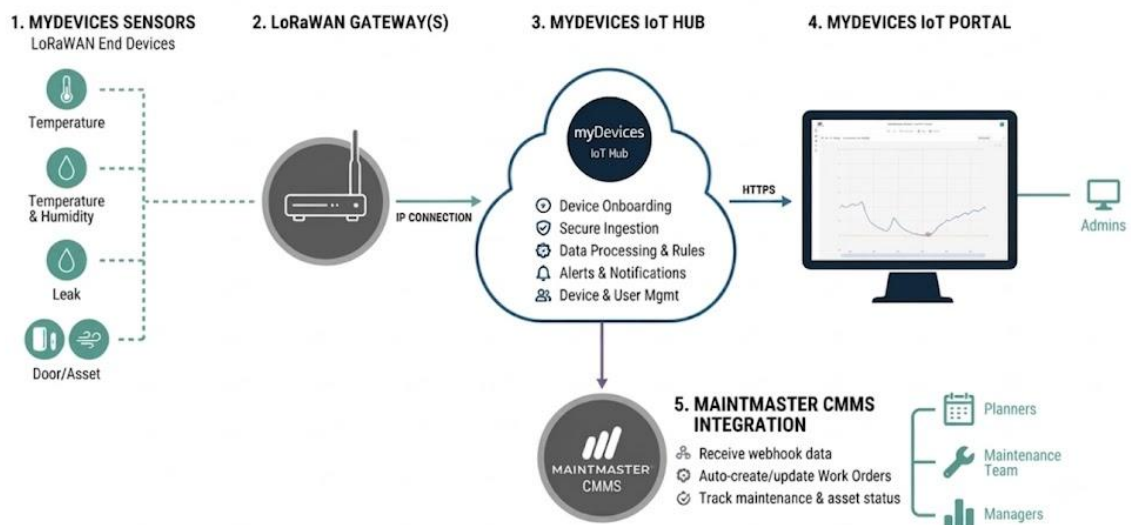 1. MYDEVICES SENSORS
LoRaWAN End Devices
Temperature
Temperature
& Humidity
Leak
Door/Asset
2. LoRaWAN GATEWAY(S)
IP CONNECTION
3. MYDEVICES IoT HUB
myDevices
IoT Hub
Device Onboarding
Secure Ingestion
Data Processing & Rules
Alerts & Notifications
Device & User Mgmt
HTTPS
4. MYDEVICES IoT PORTAL
Admins
MAINTMASTER™
CMMS
5. MAINTMASTER CMMS
INTEGRATION
Receive webhook data
Auto-create/update Work Orders
Track maintenance & asset status
Planners
Maintenance
Team
Managers